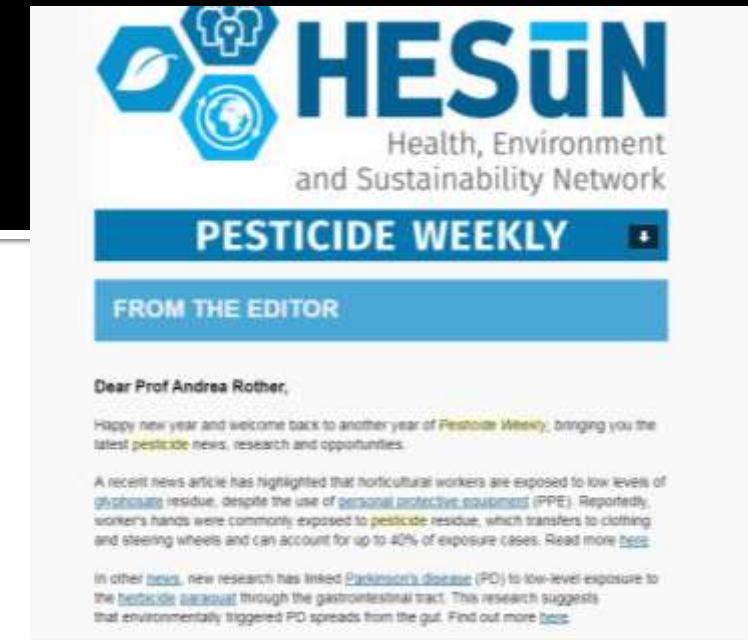 HESūN
Health, Environment
and Sustainability Network
PESTICIDE WEEKLY
FROM THE EDITOR
Dear Prof Andrea Rother,
Happy new year and welcome back to another year of Pesticide Weekly, bringing you the
latest pesticide news, research and opportunities.
A recent news article has highlighted that horticultural workers are exposed to low levels of
glyphosate residue, despite the use of personal protective equipment (PPE). Reportedly,
worker's hands were commonly exposed to pesticide residue, which transfers to clothing
and steering wheels and can account for up to 40% of exposure cases. Read more here
In other news, new research has linked Parkinson's disease (PD) to low-level exposure to
the herbicide paraquat through the gastrointestinal tract. This research suggests
that environmentally triggered PD spreads from the gut. Find out more here